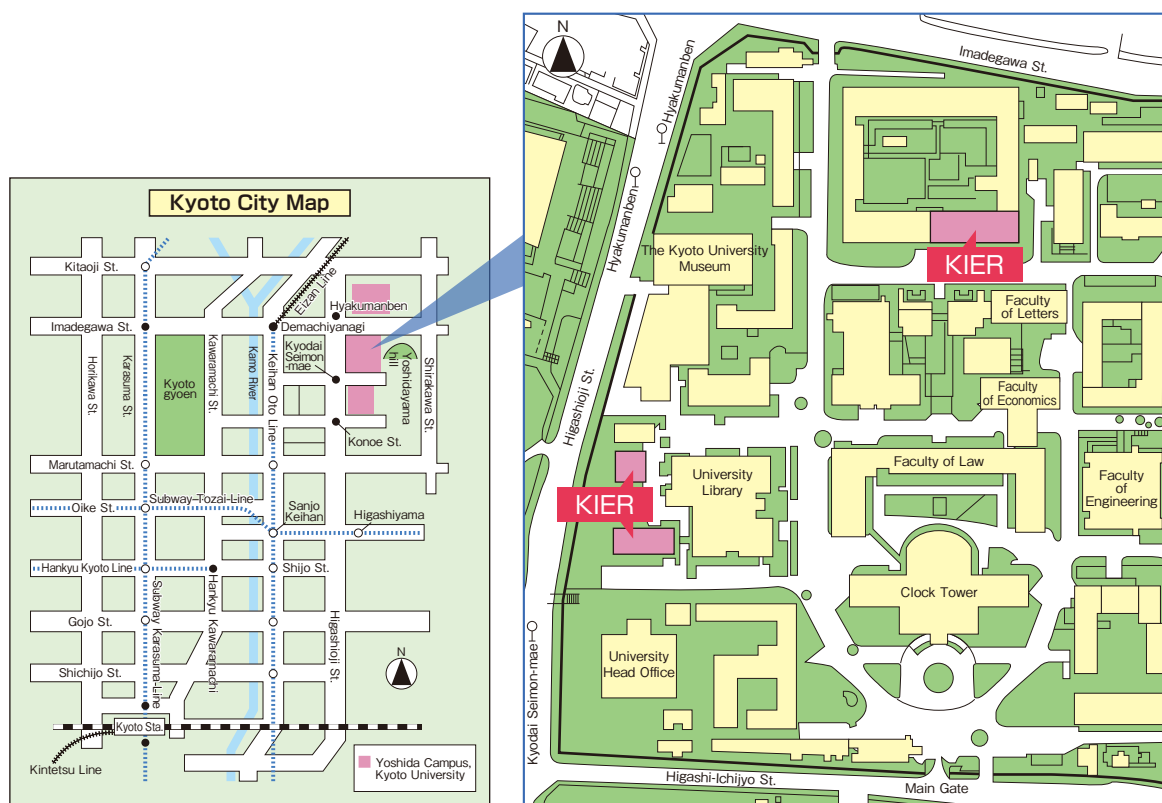 Kyoto City Map
Kitaoji St.
Eizan Line
Hyakumanben
Imadegawa St.
Demachiyanagi
Kyodai
Seimon
-mae
Yoshidayama
hill
Horikawa St.
Karasuma St.
Kyoto
gyoen
Kawaramachi St.
Kamo River
Keihan Oto Line
Shirakawa St.
Konoe St.
Marutamachi St.
Subway Tozai Line
Oike St.
Sanjo
Keihan
Higashiyama
Hankyu Kyoto Line
Shijo St.
Subway Karasuma-Line
Hankyu Kawaramachi
Higashioji St.
Gojo St.
Shichijo St.
N
Kyoto Sta.
Kintetsu Line
Yoshida Campus,
Kyoto University
N
Hyakumanben
Imadegawa St.
Hyakumanben
The Kyoto University
Museum
KIER
Faculty
of Letters
Higashioji St.
Faculty
of Economics
KIER
University
Library
Faculty of Law
Faculty
of
Engineering
Clock Tower
University
Head Office
Kyodai Seimon-mae
Higashi-Ichijyo St.
Main Gate